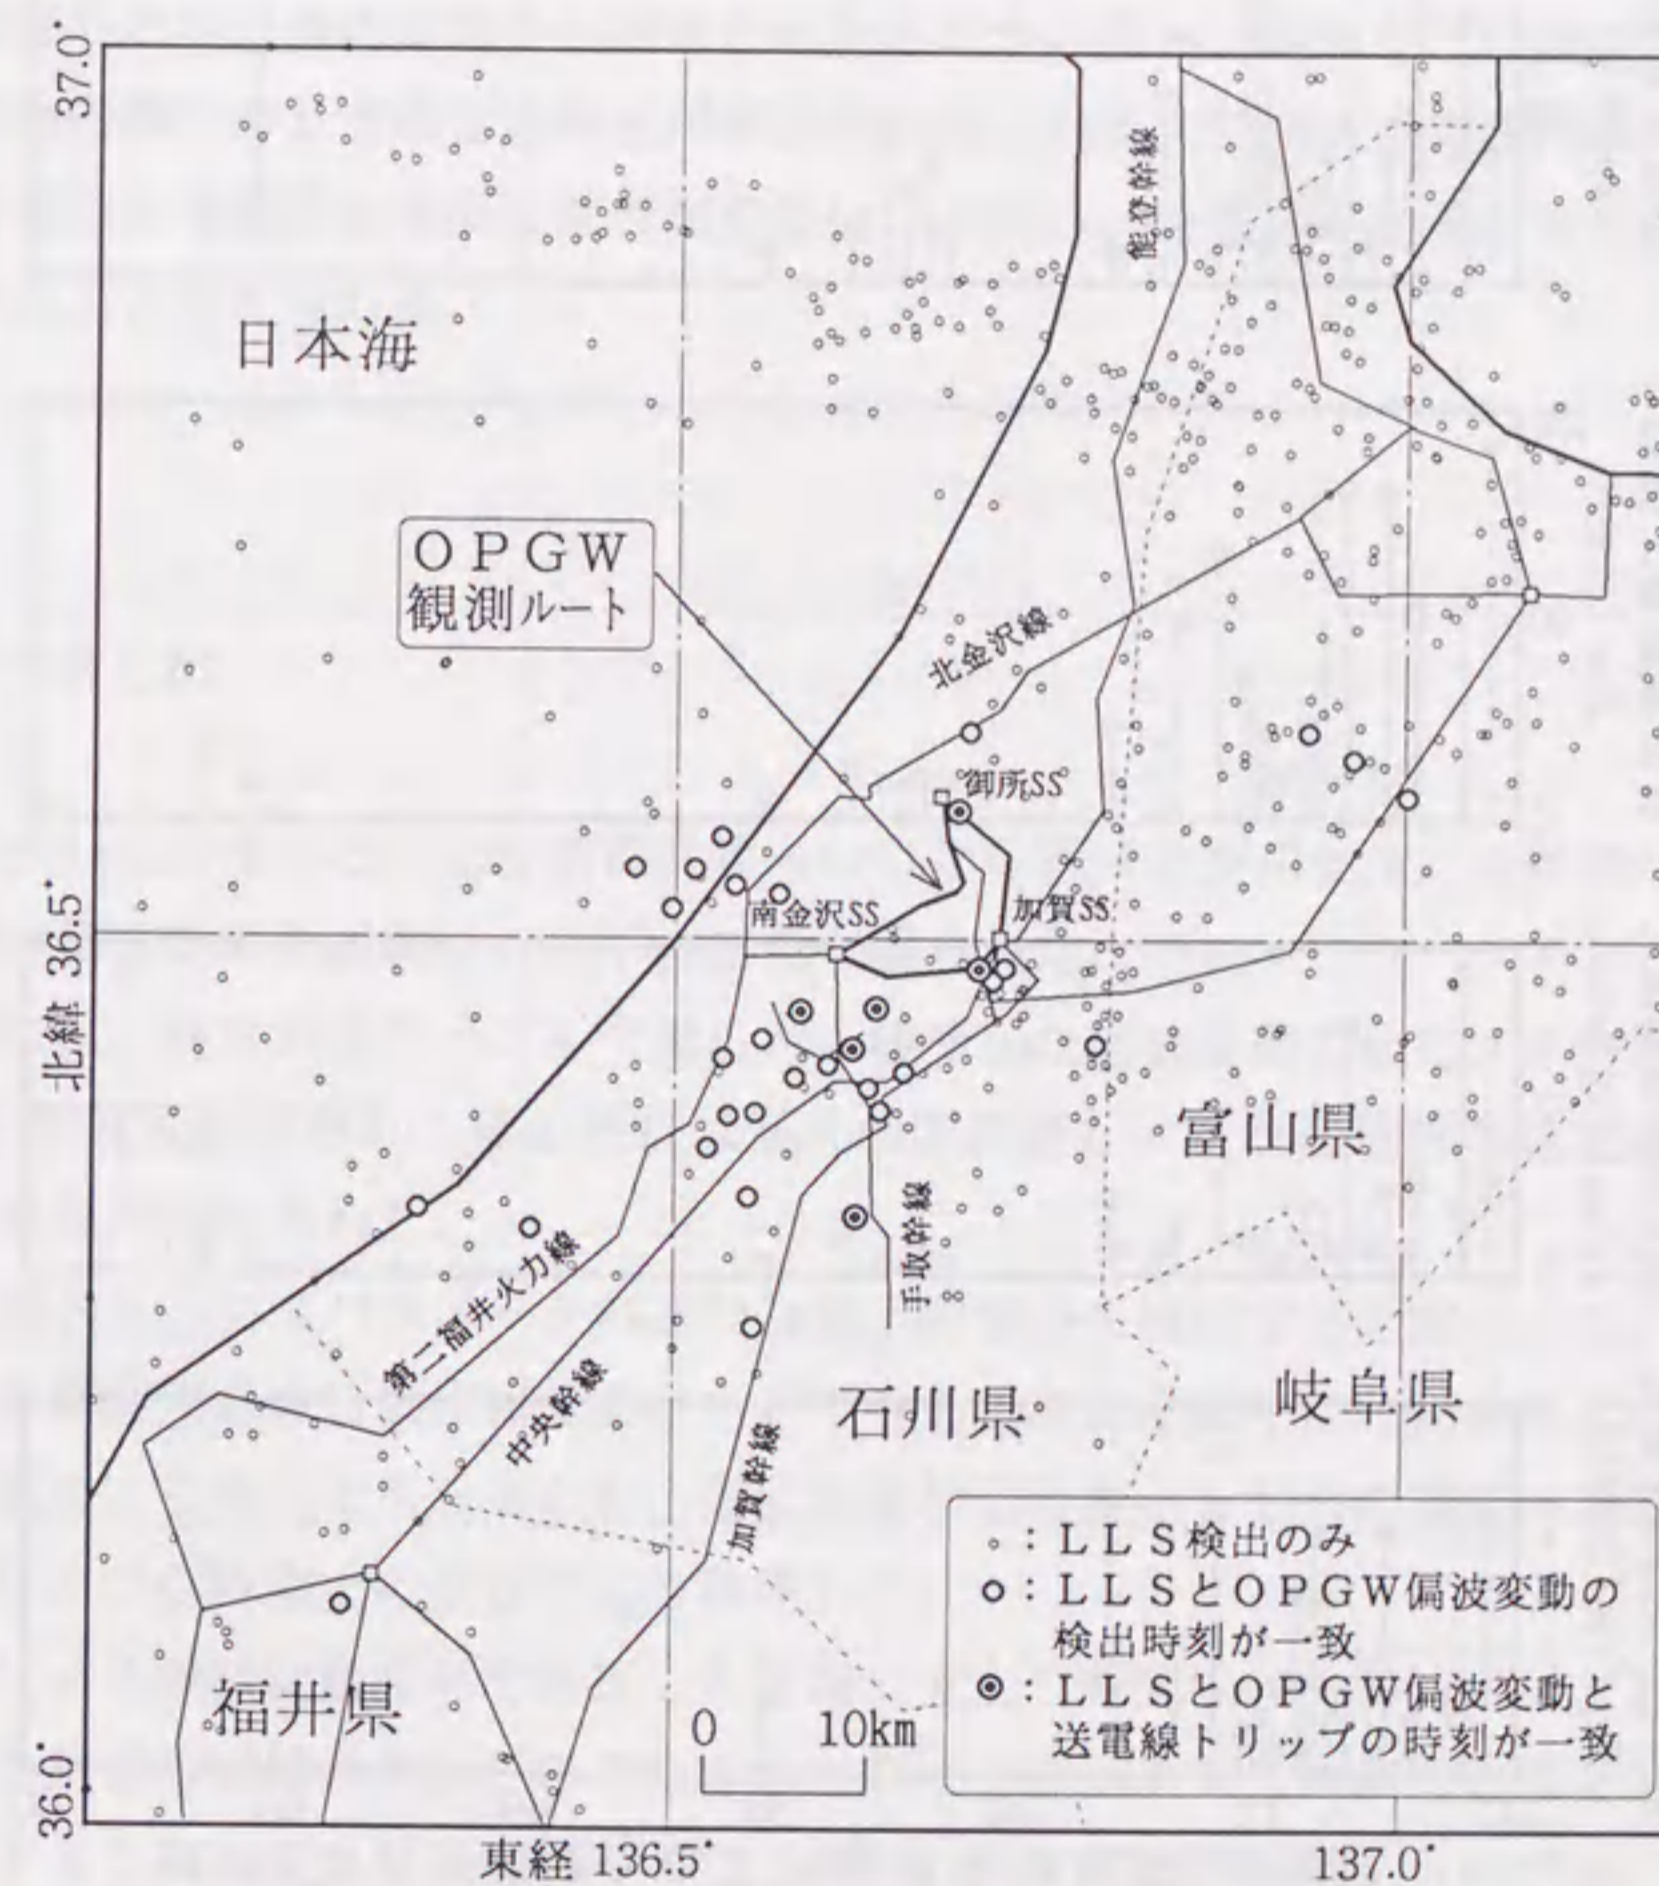 37.0°
日本海
能登幹線
OPGW
観測ルート
北金沢線
御所SS
南金沢SS
加賀SS
北緯 36.5°
富山県
手取幹線
第二福井火力線
中央幹線
加賀幹線
石川県
岐阜県
福井県
0 10km
○：LLS検出のみ
○：LLSとOPGW偏波変動の
検出時刻が一致
◉：LLSとOPGW偏波変動と
送電線トリップの時刻が一致
36.0°
東経 136.5°
137.0°